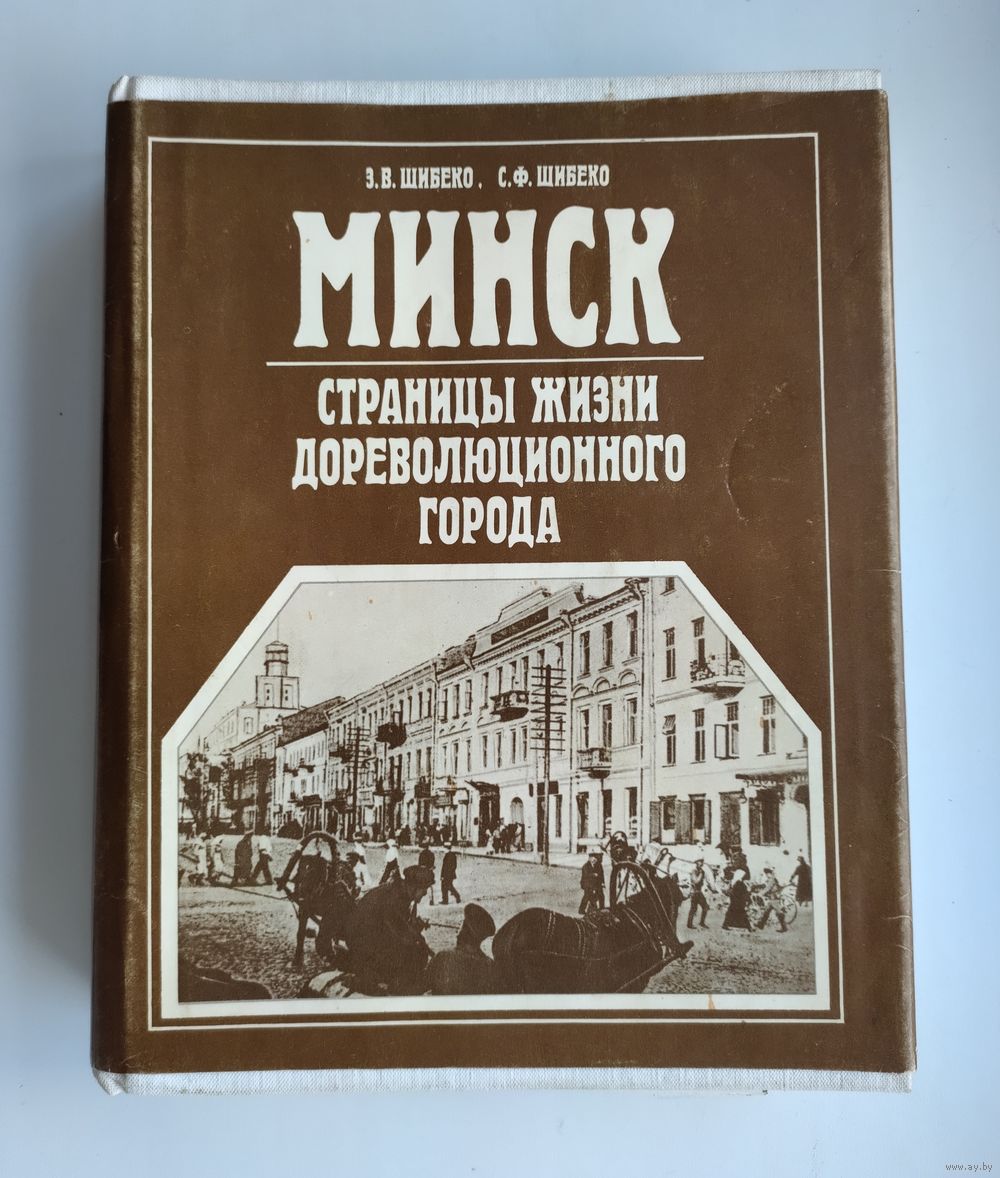 З.В. ШИБЕКО, С.Ф. ШИБЕКО
МИНСК
СТРАНИЦЫ ЖИЗНИ
ДОРЕВОЛЮЦИОННОГО
ГОРОДА
www.ay.by